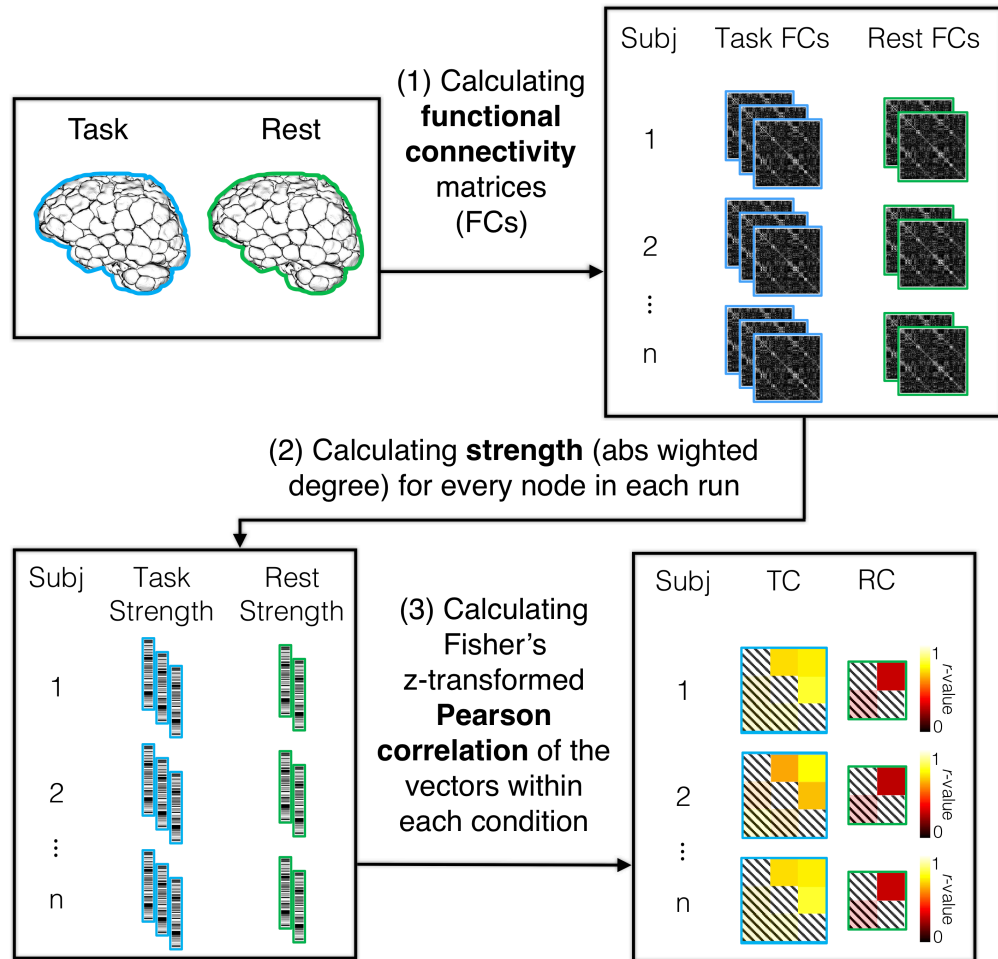 Task Rest
(1) Calculating
functional
connectivity
matrices
(FCs)
Subj Task FCs Rest FCs
1
2
...
n
(2) Calculating strength (abs wighted
degree) for every node in each run
Subj Task Rest
Strength Strength
1
2
...
n
(3) Calculating
Fisher's
z-transformed
Pearson
correlation of the
vectors within
each condition
Subj TC RC
1
1
r-value
0
2
1
r-value
0
...
n
1
r-value
0